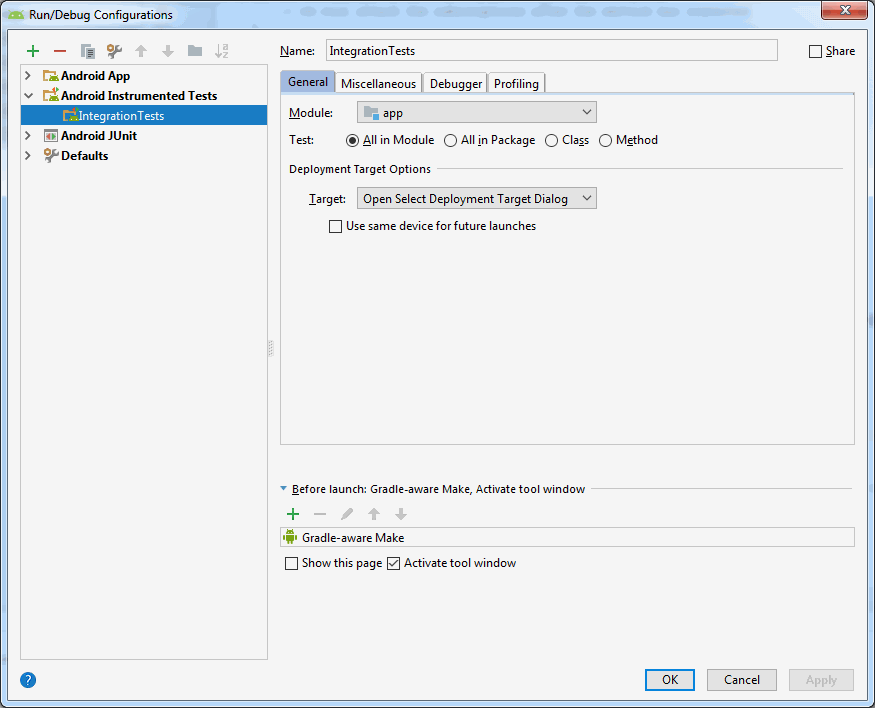 Run/Debug Configurations
Name: IntegrationTests Share
Android App
Android Instrumented Tests
IntegrationTests
Android JUnit
Defaults
General Miscellaneous Debugger Profiling
Module: app
Test: All in Module All in Package Class Method
Deployment Target Options
Target: Open Select Deployment Target Dialog
Use same device for future launches
Before launch: Gradle-aware Make, Activate tool window
Gradle-aware Make
Show this page Activate tool window
? OK Cancel Apply